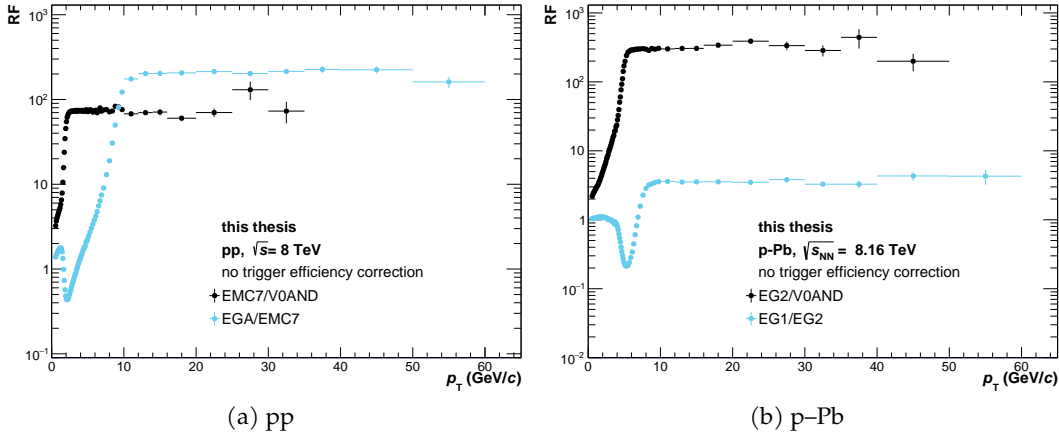 RF
10³
10²
10
1
10⁻¹
0 10 20 30 40 50 60
p_T (GeV/c)
this thesis
pp, √s= 8 TeV
no trigger efficiency correction
EMC7/V0AND
EGA/EMC7
(a) pp
RF
10³
10²
10
1
10⁻¹
10⁻²
0 10 20 30 40 50 60
p_T (GeV/c)
this thesis
p-Pb, √s_NN = 8.16 TeV
no trigger efficiency correction
EG2/V0AND
EG1/EG2
(b) p–Pb